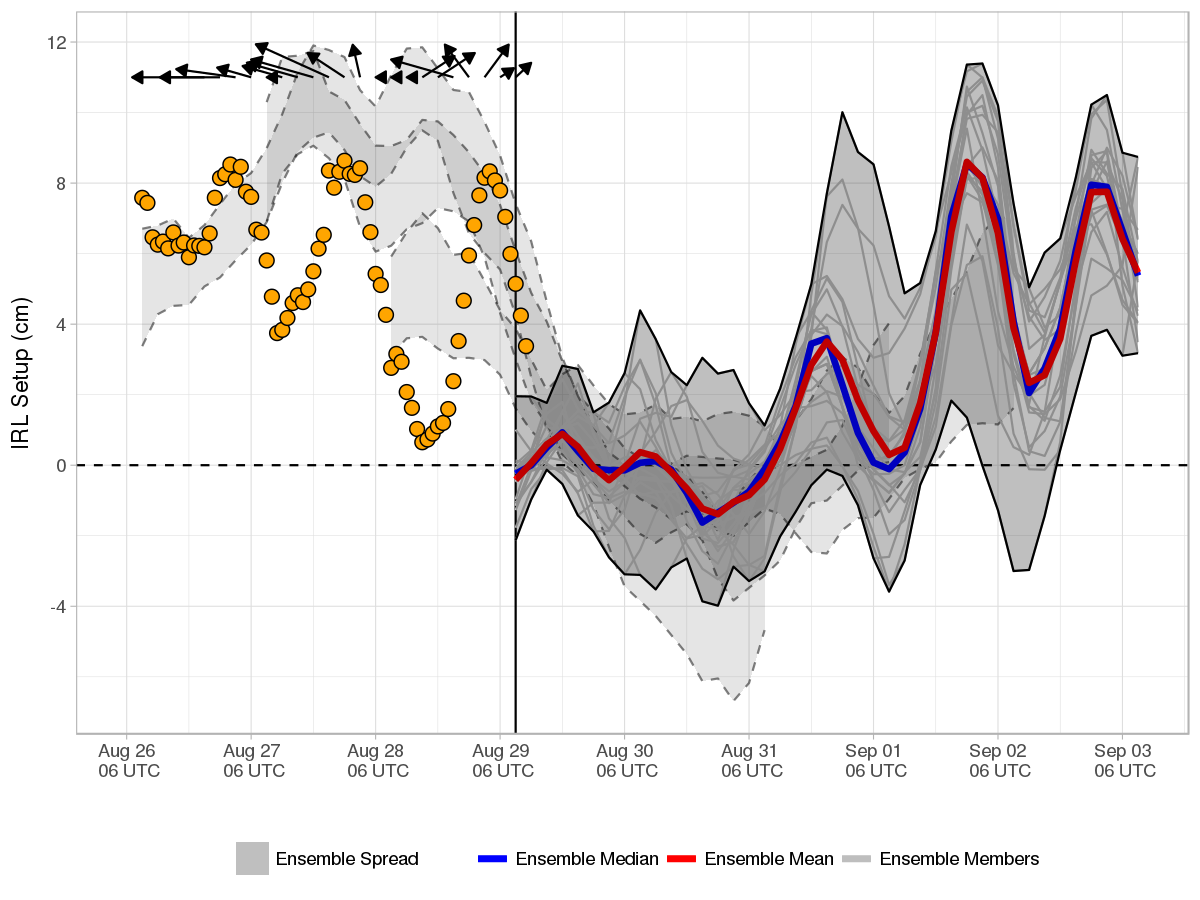 IRL Setup (cm)
12
8
4
0
-4
Aug 26
06 UTC
Aug 27
06 UTC
Aug 28
06 UTC
Aug 29
06 UTC
Aug 30
06 UTC
Aug 31
06 UTC
Sep 01
06 UTC
Sep 02
06 UTC
Sep 03
06 UTC
Ensemble Spread
Ensemble Median
Ensemble Mean
Ensemble Members